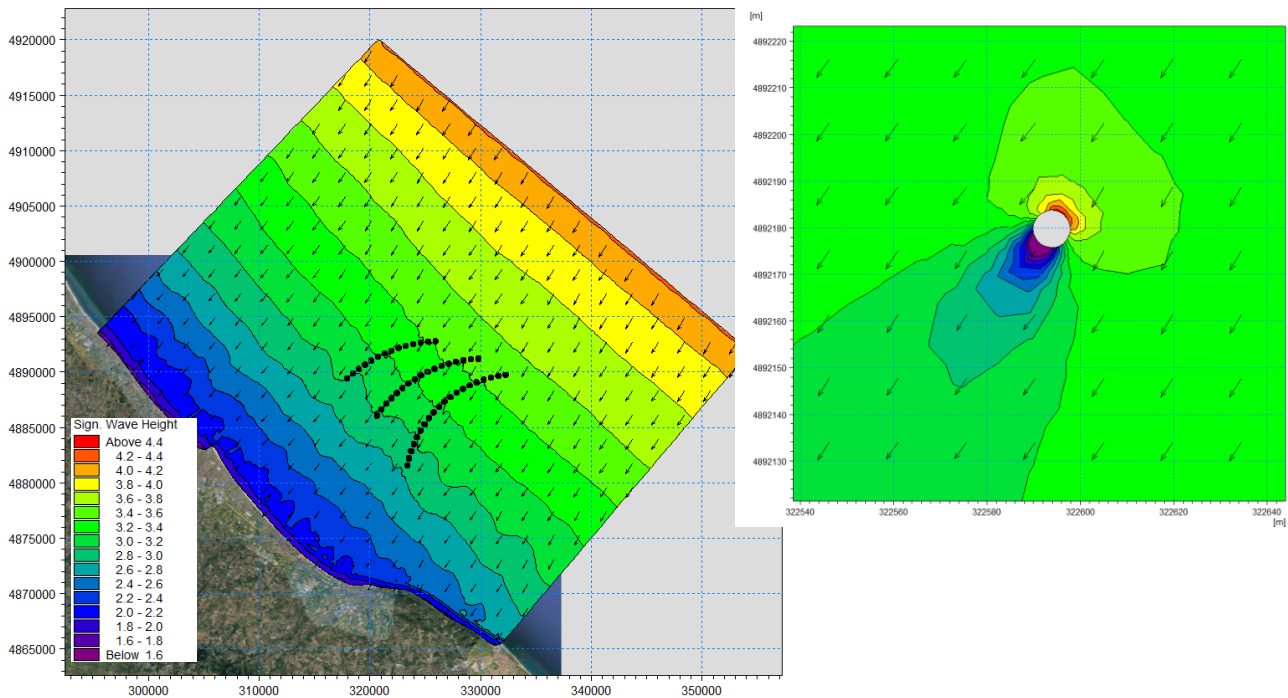 4920000
4915000
4910000
4905000
4900000
4895000
4890000
4885000
4880000
4875000
4870000
4865000
300000 310000 320000 330000 340000 350000
Sign. Wave Height
Above 4.4
4.2 - 4.4
4.0 - 4.2
3.8 - 4.0
3.6 - 3.8
3.4 - 3.6
3.2 - 3.4
3.0 - 3.2
2.8 - 3.0
2.6 - 2.8
2.4 - 2.6
2.2 - 2.4
2.0 - 2.2
1.8 - 2.0
1.6 - 1.8
Below 1.6
[m]
4892220
4892210
4892200
4892190
4892180
4892170
4892160
4892150
4892140
4892130
322540 322560 322580 322600 322620 322640
[m]